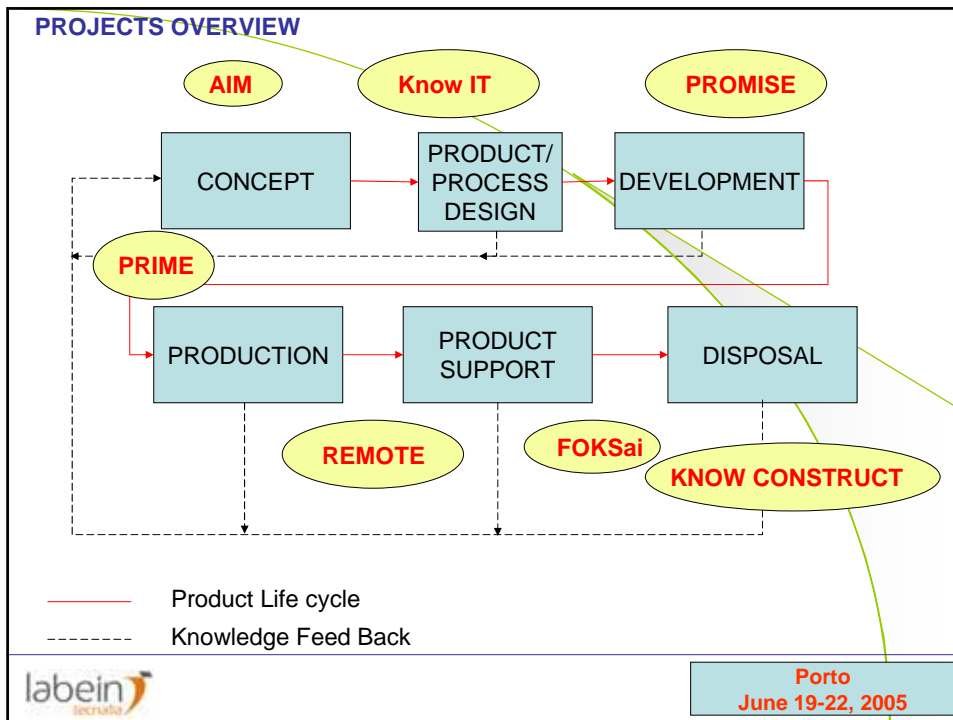 PROJECTS OVERVIEW
AIM
Know IT
PROMISE
CONCEPT
PRODUCT/
PROCESS
DESIGN
DEVELOPMENT
PRIME
PRODUCTION
PRODUCT
SUPPORT
DISPOSAL
REMOTE
FOKSai
KNOW CONSTRUCT
Product Life cycle
Knowledge Feed Back
labein
tecnalia
Porto
June 19-22, 2005